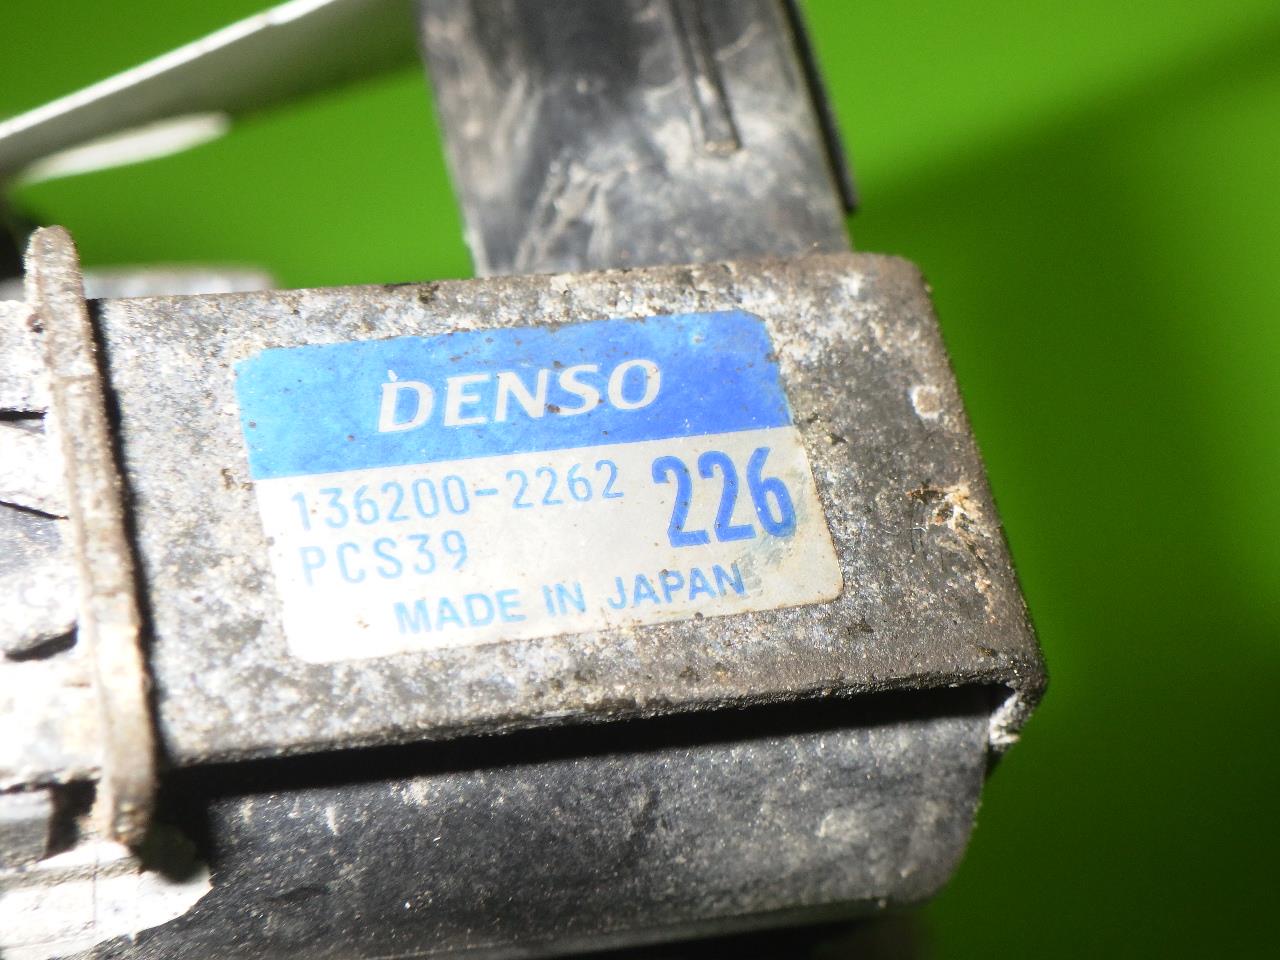 DENSO
136200-2262 226
PCS39
MADE IN JAPAN